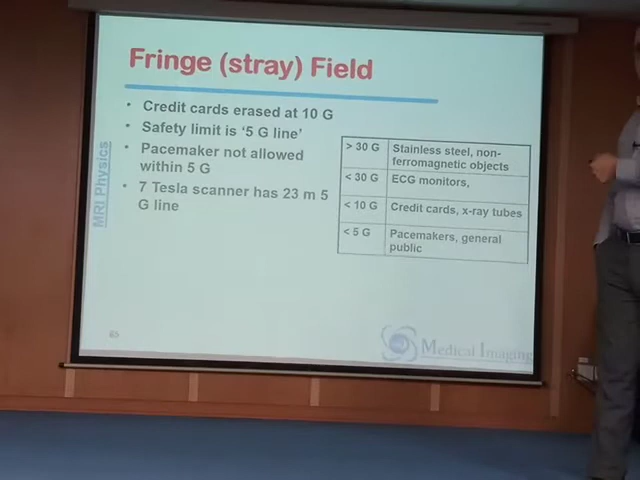 Fringe (stray) Field
• Credit cards erased at 10 G
• Safety limit is '5 G line'
• Pacemaker not allowed
within 5 G
• 7 Tesla scanner has 23 m 5
G line
> 30 G Stainless steel, non-
ferromagnetic objects
< 30 G ECG monitors,
< 10 G Credit cards, x-ray tubes
< 5 G Pacemakers, general
public
MRI Physics
65
Medical Imaging